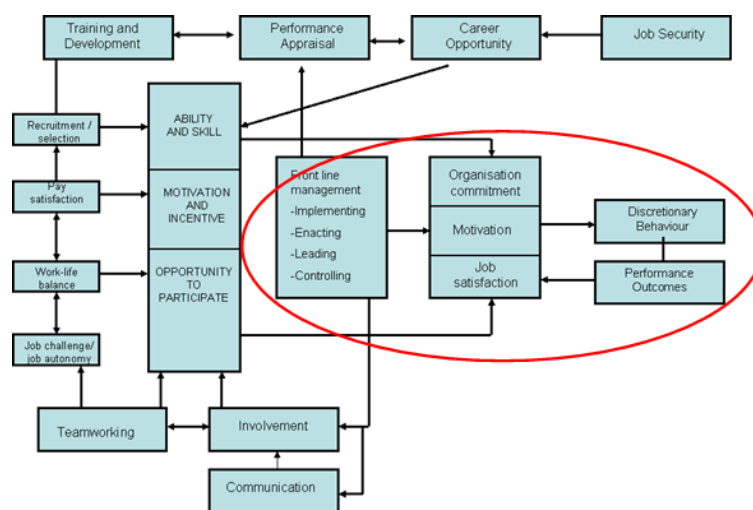 Training and
Development
Performance
Appraisal
Career
Opportunity
Job Security
Recruitment /
selection
Pay
satisfaction
Work-life
balance
Job challenge/
job autonomy
ABILITY
AND SKILL
MOTIVATION
AND
INCENTIVE
OPPORTUNITY
TO
PARTICIPATE
Front line
management
-Implementing
-Enacting
-Leading
-Controlling
Organisation
commitment
Motivation
Job
satisfaction
Discretionary
Behaviour
Performance
Outcomes
Teamworking
Involvement
Communication